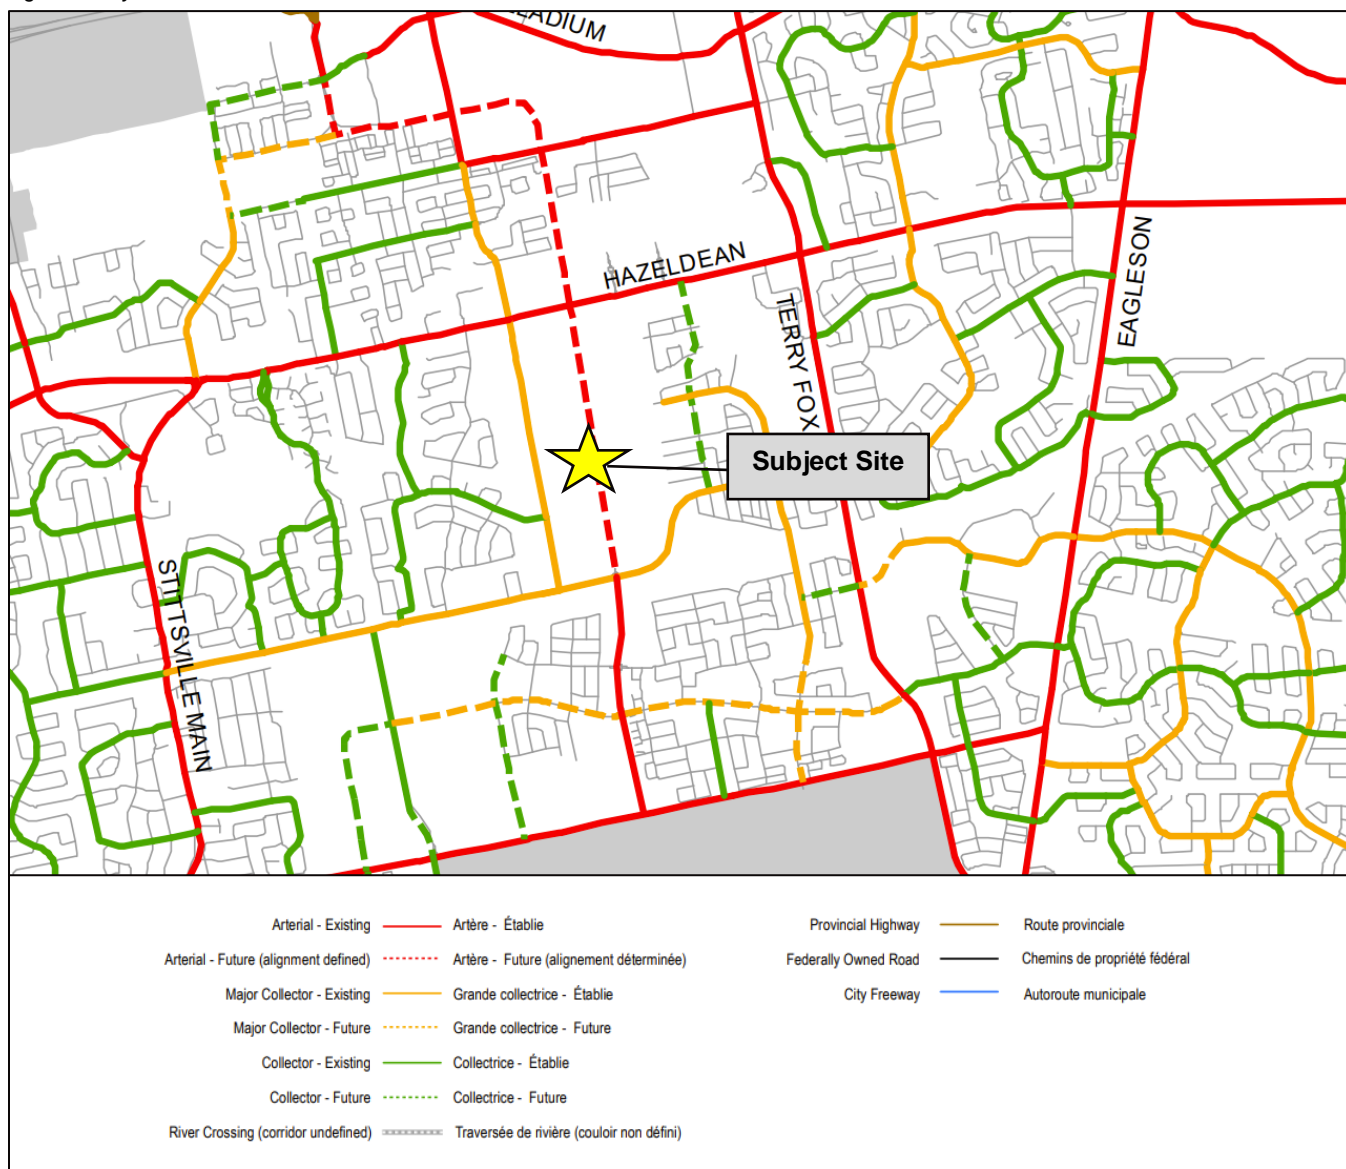 LADIUM
HAZELDEAN
TERRY FOX
EAGLESON
Subject Site
STITTSVILLE MAIN
Arterial - Existing Artère - Établie
Arterial - Future (alignment defined) Artère - Future (alignement déterminée)
Major Collector - Existing Grande collectrice - Établie
Major Collector - Future Grande collectrice - Future
Collector - Existing Collectrice - Établie
Collector - Future Collectrice - Future
River Crossing (corridor undefined) Traversée de rivière (couloir non défini)
Provincial Highway Route provinciale
Federally Owned Road Chemins de propriété fédéral
City Freeway Autoroute municipale